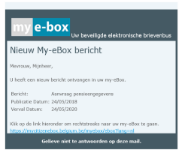 my e-box
Uw beveiligde elektronische brievenbus
Nieuw My-eBox bericht
Mevrouw, Mijnheer,
U heeft een nieuw bericht ontvangen in uw my-eBox.
Bericht: Aanvraag pensioengegevens
Publicatie Datum: 24/03/2020
Verval Datum: 24/05/2020
Klik op de link hieronder om rechtstreeks naar uw my-eBox te gaan.
Gelieve niet te antwoorden op deze mail.